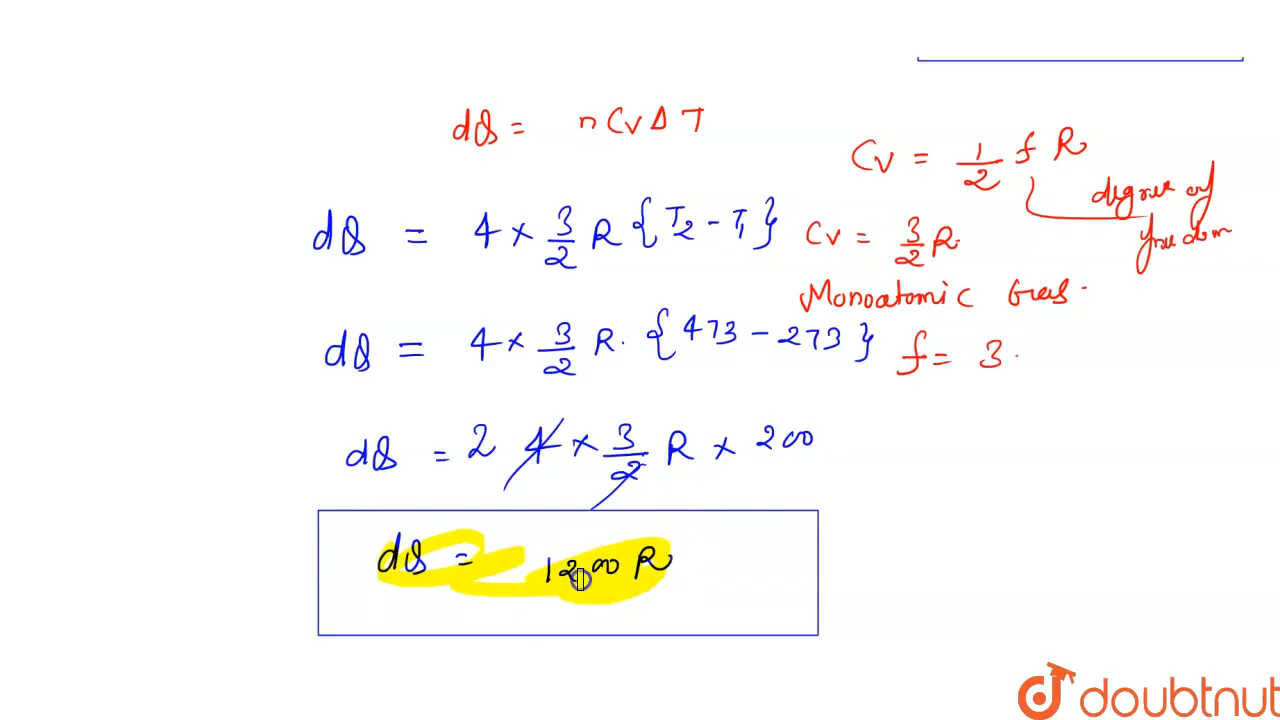 dQ = nCvΔT
Cv = 1/2 f R
degree of freedom
dQ = 4 × 3/2 R {T2 - T1}
Cv = 3/2 R.
Monoatomic Gas.
dQ = 4 × 3/2 R. {473 - 273}
f = 3.
dQ = 2 4 × 3/2 R × 200
dQ = 1200 R
doubtnut